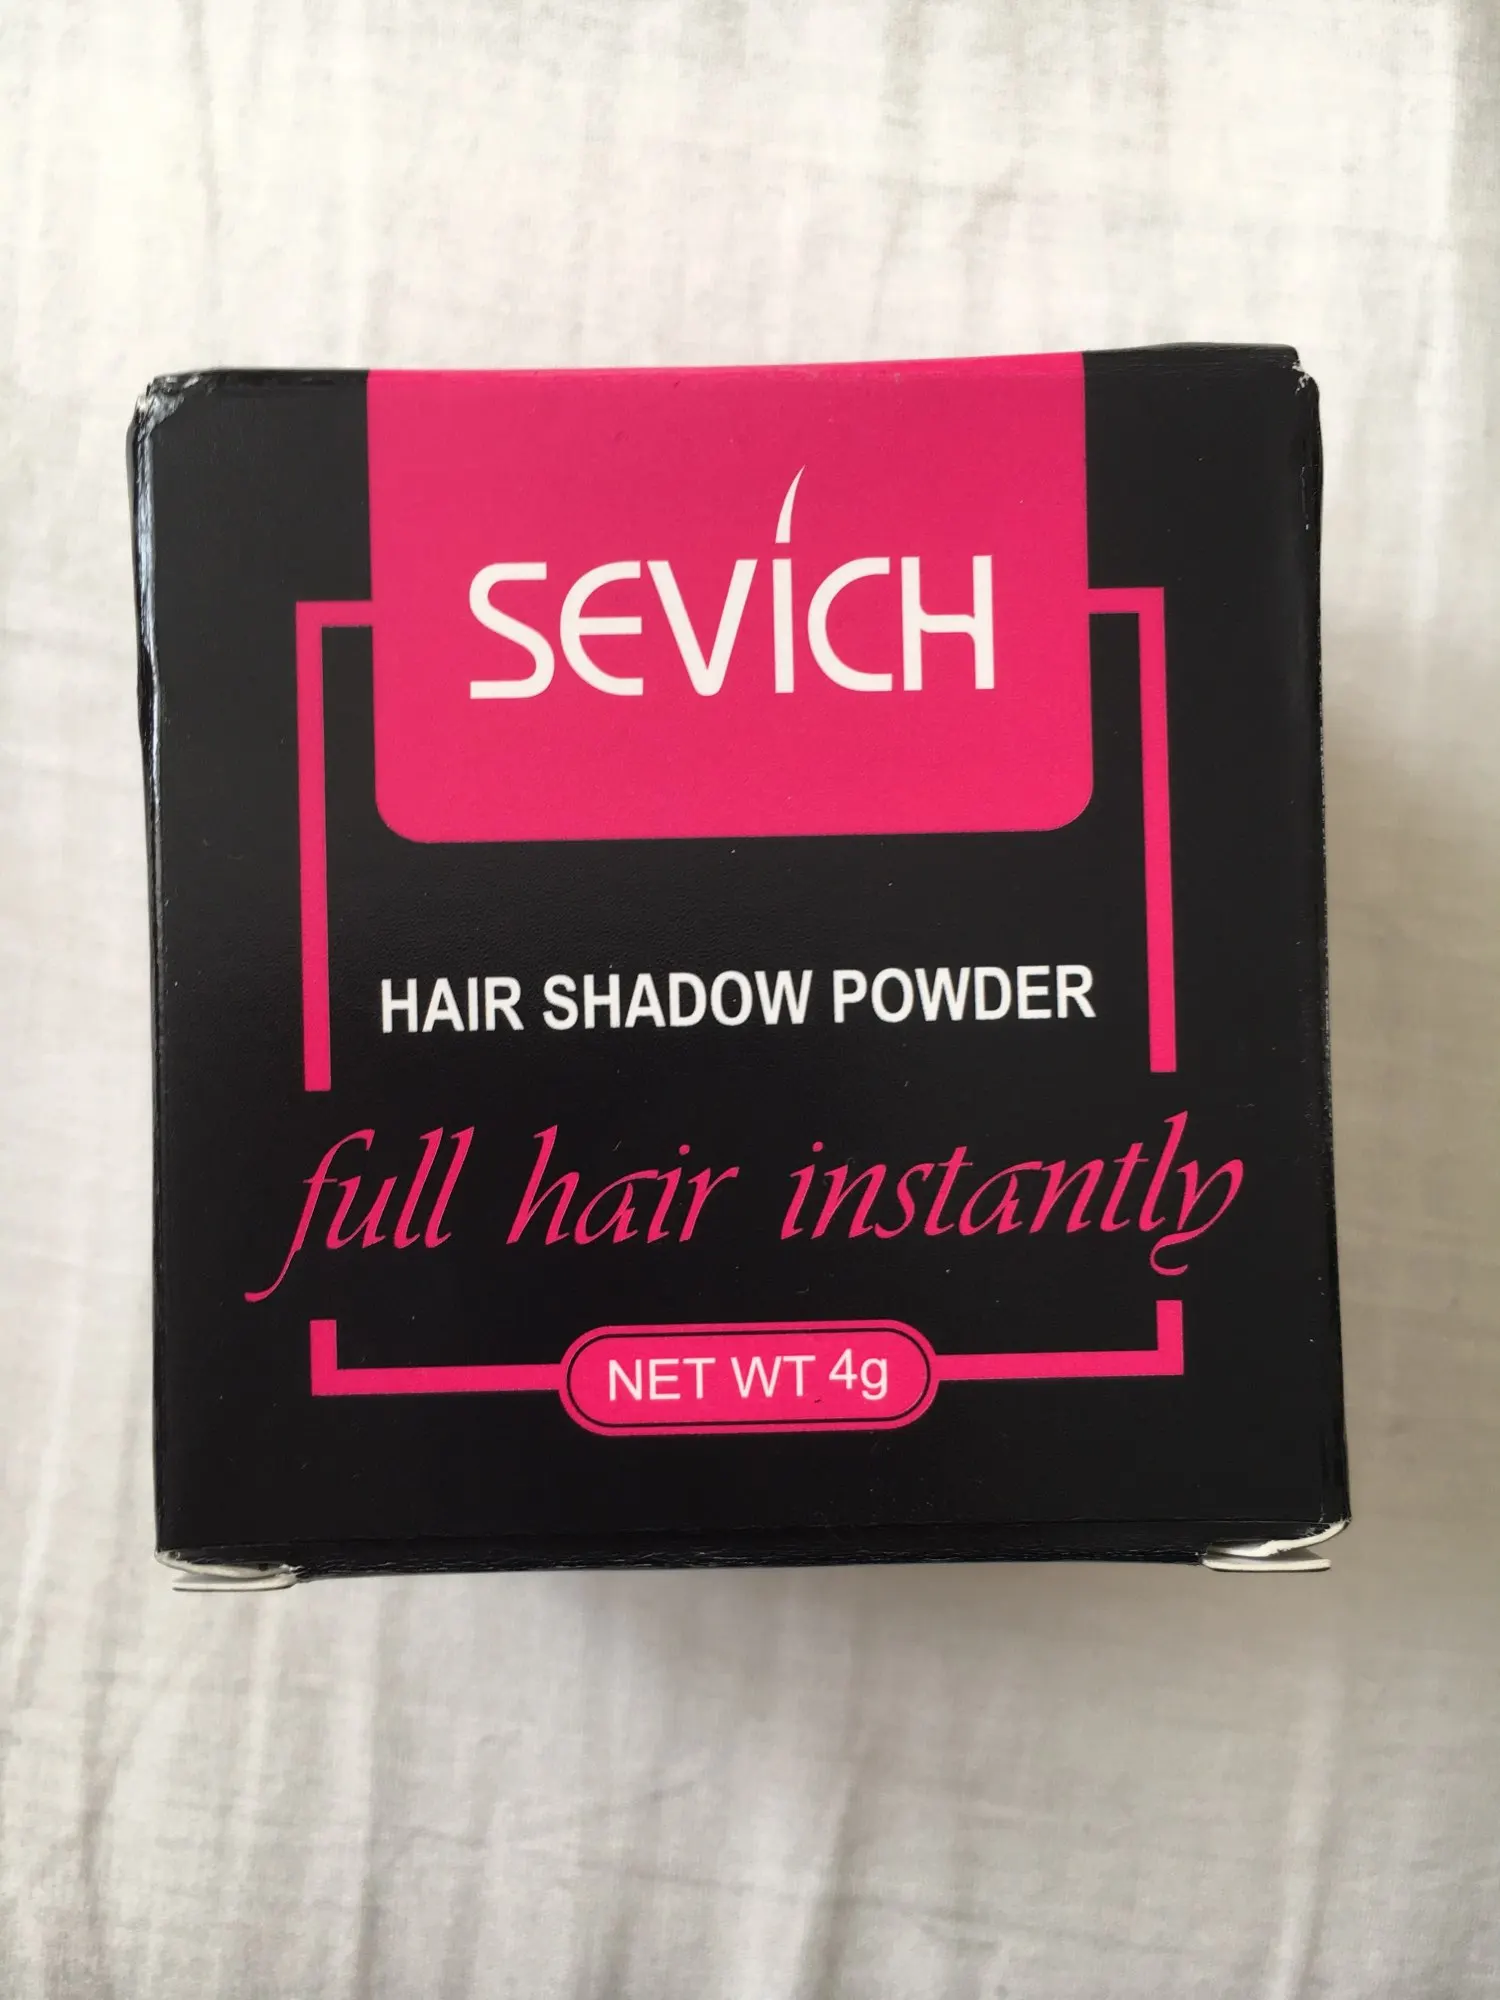 SEVICH
HAIR SHADOW POWDER
full hair instantly
NET WT 4g